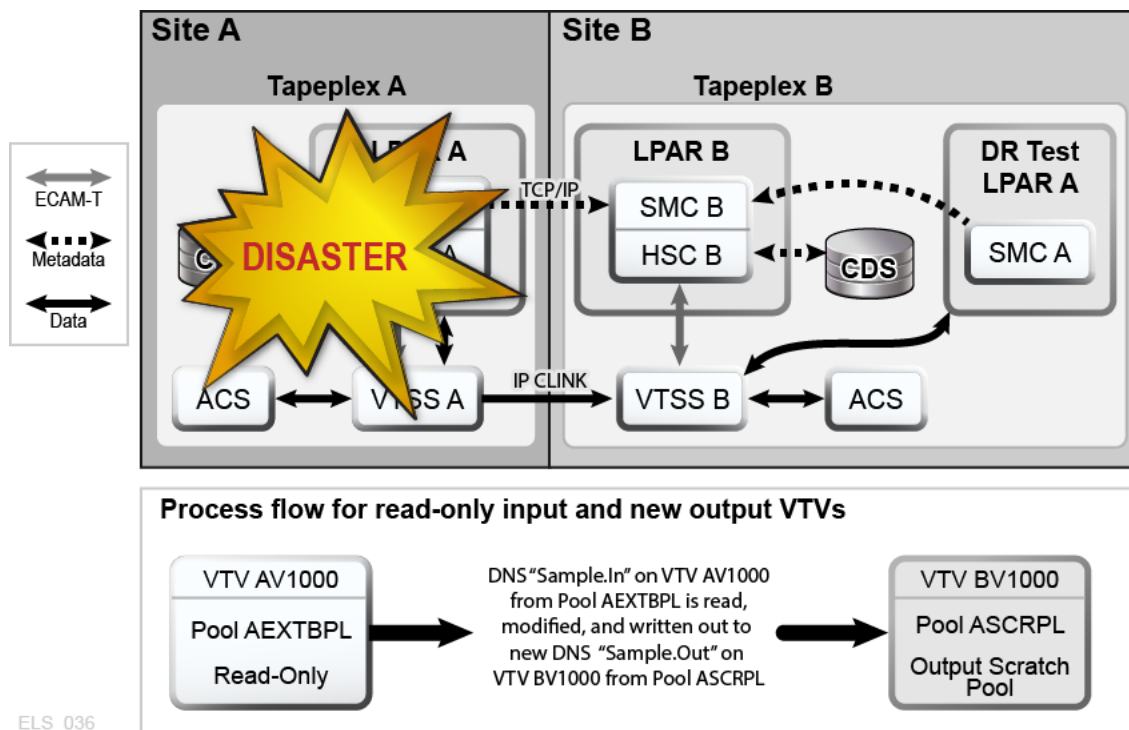 Site A
Site B
Tapeplex A
Tapeplex B
ECAM-T
Metadata
Data
DISASTER
A
TCP/IP
LPAR B
SMC B
HSC B
CDS
DR Test
LPAR A
SMC A
ACS
VTSS A
IP CLINK
VTSS B
ACS
Process flow for read-only input and new output VTVs
VTV AV1000
Pool AEXTBPL
Read-Only
DNS “Sample.In” on VTV AV1000
from Pool AEXTBPL is read,
modified, and written out to
new DNS “Sample.Out” on
VTV BV1000 from Pool ASCRPL
VTV BV1000
Pool ASCRPL
Output Scratch
Pool
ELS_036